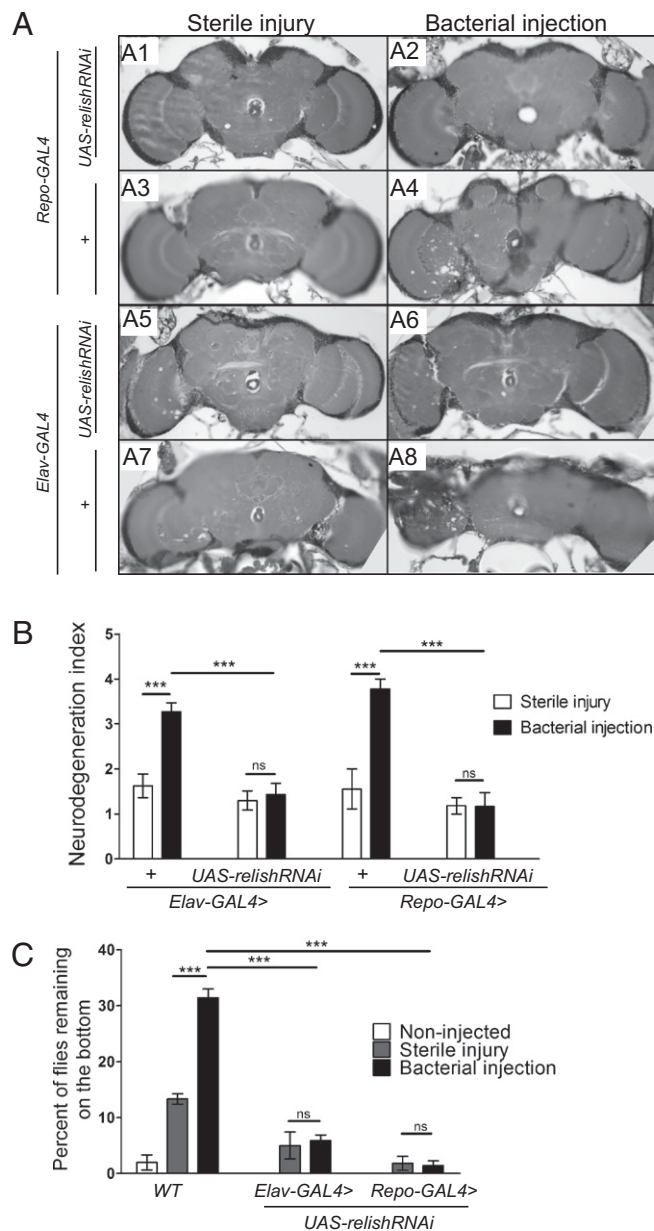 A
Sterile injury
Bacterial injection
Repo-GAL4
UAS-relishRNAi
+
A1
A2
A3
A4
Elav-GAL4
UAS-relishRNAi
+
A5
A6
A7
A8
B
Neurodegeneration index
5
4
3
2
1
0
***
***
ns
***
***
ns
Sterile injury
Bacterial injection
+
UAS-relishRNAi
+
UAS-relishRNAi
Elav-GAL4>
Repo-GAL4>
C
Percent of flies remaining
on the bottom
40
30
20
10
0
***
***
***
ns
ns
Non-injected
Sterile injury
Bacterial injection
WT
Elav-GAL4>
Repo-GAL4>
UAS-relishRNAi